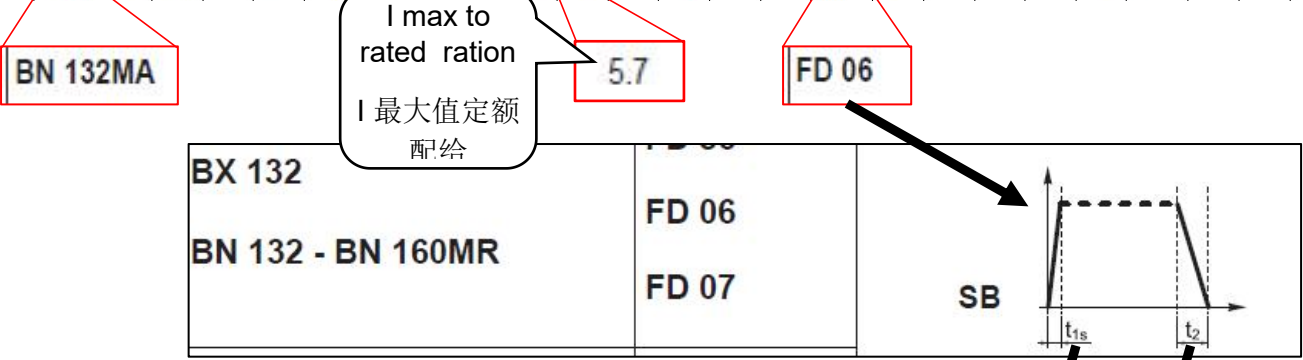 I max to
rated ration
I 最大值定额
配给
BN 132MA
5.7
FD 06
BX 132
FD 06
BN 132 - BN 160MR
FD 07
SB
t1s
t2